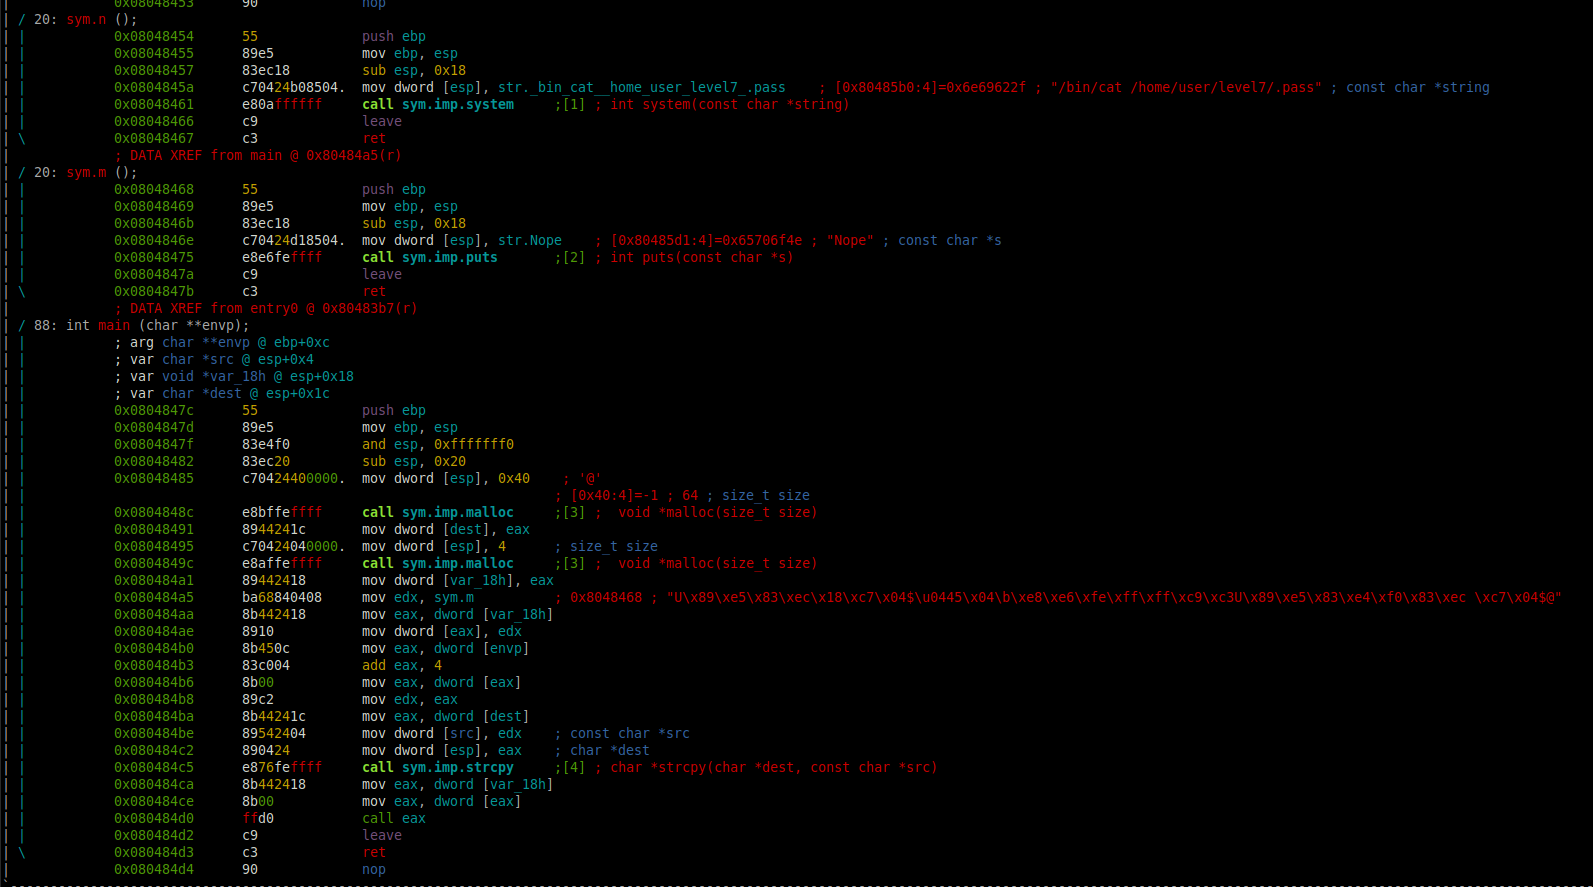 0x08048453 90 nop
/ 20: sym.n ();
| 0x08048454 55 push ebp
| 0x08048455 89e5 mov ebp, esp
| 0x08048457 83ec18 sub esp, 0x18
| 0x0804845a c70424b08504. mov dword [esp], str._bin_cat__home_user_level7_.pass ; [0x80485b0:4]=0x6e69622f ; "/bin/cat /home/user/level7/.pass" ; const char *string
| 0x08048461 e80affffff call sym.imp.system ;[1] ; int system(const char *string)
| 0x08048466 c9 leave
\ 0x08048467 c3 ret
; DATA XREF from main @ 0x80484a5(r)
/ 20: sym.m ();
| 0x08048468 55 push ebp
| 0x08048469 89e5 mov ebp, esp
| 0x0804846b 83ec18 sub esp, 0x18
| 0x0804846e c70424d18504. mov dword [esp], str.Nope ; [0x80485d1:4]=0x65706f4e ; "Nope" ; const char *s
| 0x08048475 e8e6feffff call sym.imp.puts ;[2] ; int puts(const char *s)
| 0x0804847a c9 leave
\ 0x0804847b c3 ret
; DATA XREF from entry0 @ 0x80483b7(r)
/ 88: int main (char **envp);
| ; arg char **envp @ ebp+0xc
| ; var char *src @ esp+0x4
| ; var void *var_18h @ esp+0x18
| ; var char *dest @ esp+0x1c
| 0x0804847c 55 push ebp
| 0x0804847d 89e5 mov ebp, esp
| 0x0804847f 83e4f0 and esp, 0xfffffff0
| 0x08048482 83ec20 sub esp, 0x20
| 0x08048485 c70424400000. mov dword [esp], 0x40 ; '@'
| ; [0x40:4]=-1 ; 64 ; size_t size
| 0x0804848c e8bffeffff call sym.imp.malloc ;[3] ; void *malloc(size_t size)
| 0x08048491 8944241c mov dword [dest], eax
| 0x08048495 c70424040000. mov dword [esp], 4 ; size_t size
| 0x0804849c e8affeffff call sym.imp.malloc ;[3] ; void *malloc(size_t size)
| 0x080484a1 89442418 mov dword [var_18h], eax
| 0x080484a5 ba68840408 mov edx, sym.m ; 0x8048468 ; "U\x89\xe5\x83\xec\x18\xc7\x04$\u0445\x04\b\xe8\xe6\xfe\xff\xff\xc9\xc3U\x89\xe5\x83\xe4\xf0\x83\xec \xc7\x04$@"
| 0x080484aa 8b442418 mov eax, dword [var_18h]
| 0x080484ae 8910 mov dword [eax], edx
| 0x080484b0 8b450c mov eax, dword [envp]
| 0x080484b3 83c004 add eax, 4
| 0x080484b6 8b00 mov eax, dword [eax]
| 0x080484b8 89c2 mov edx, eax
| 0x080484ba 8b44241c mov eax, dword [dest]
| 0x080484be 89542404 mov dword [src], edx ; const char *src
| 0x080484c2 890424 mov dword [esp], eax ; char *dest
| 0x080484c5 e876feffff call sym.imp.strcpy ;[4] ; char *strcpy(char *dest, const char *src)
| 0x080484ca 8b442418 mov eax, dword [var_18h]
| 0x080484ce 8b00 mov eax, dword [eax]
| 0x080484d0 ffd0 call eax
| 0x080484d2 c9 leave
\ 0x080484d3 c3 ret
0x080484d4 90 nop